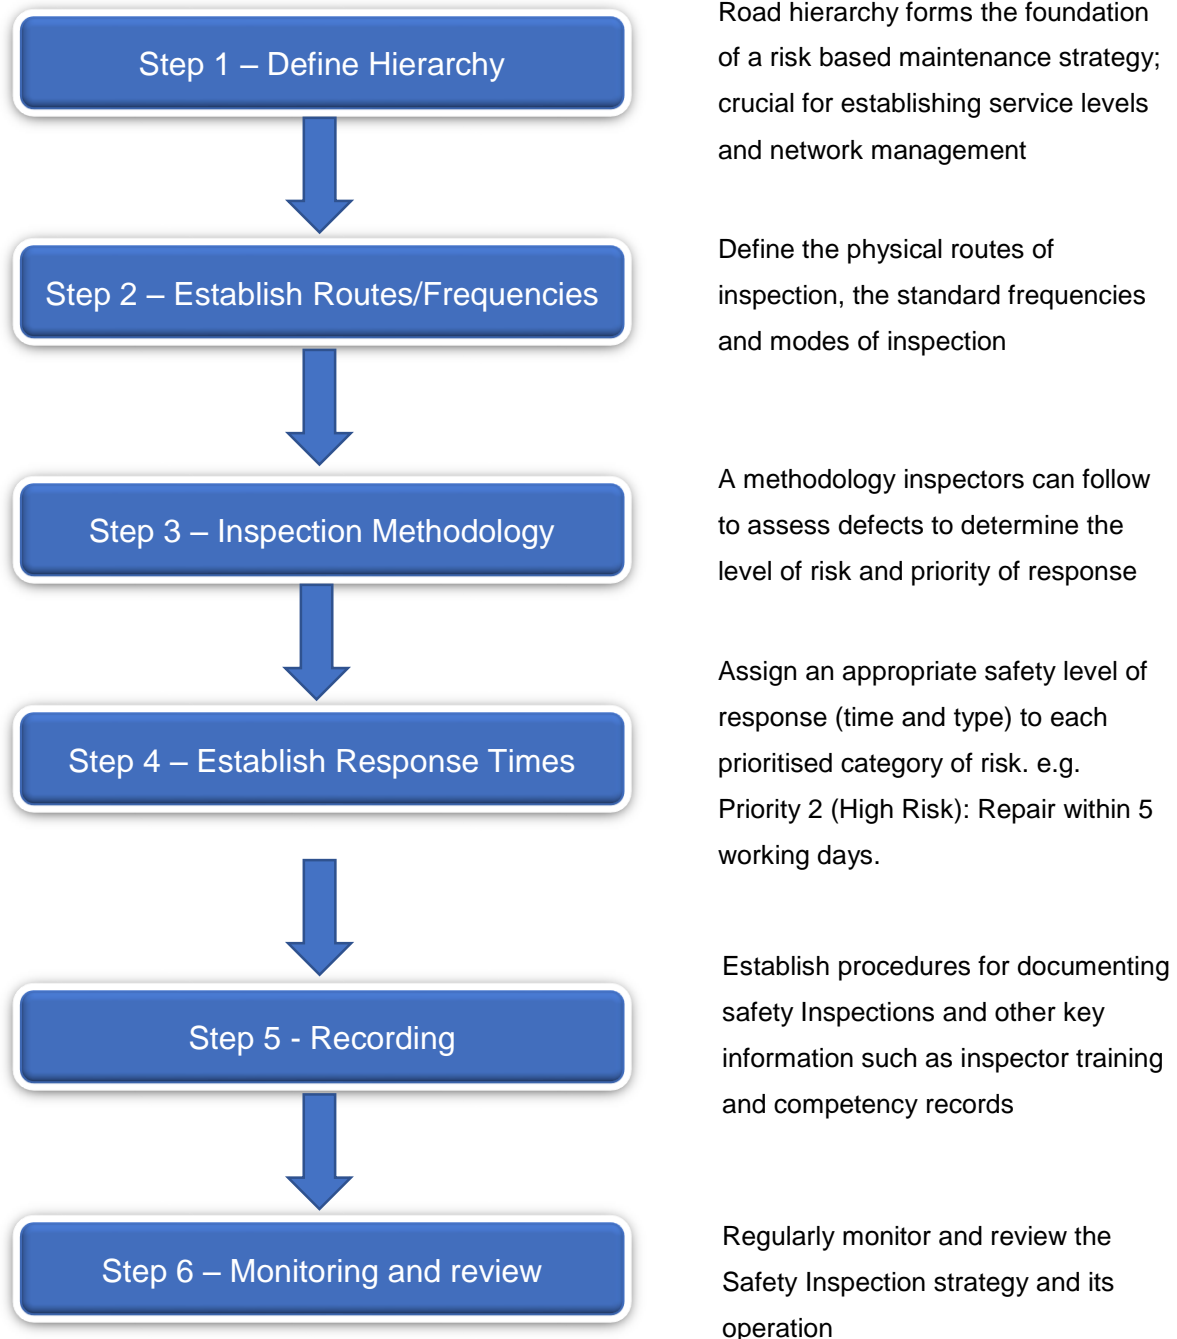 Step 1 – Define Hierarchy
Road hierarchy forms the foundation
of a risk based maintenance strategy;
crucial for establishing service levels
and network management
Step 2 – Establish Routes/Frequencies
Define the physical routes of
inspection, the standard frequencies
and modes of inspection
Step 3 – Inspection Methodology
A methodology inspectors can follow
to assess defects to determine the
level of risk and priority of response
Step 4 – Establish Response Times
Assign an appropriate safety level of
response (time and type) to each
prioritised category of risk. e.g.
Priority 2 (High Risk): Repair within 5
working days.
Step 5 - Recording
Establish procedures for documenting
safety Inspections and other key
information such as inspector training
and competency records
Step 6 – Monitoring and review
Regularly monitor and review the
Safety Inspection strategy and its
operation